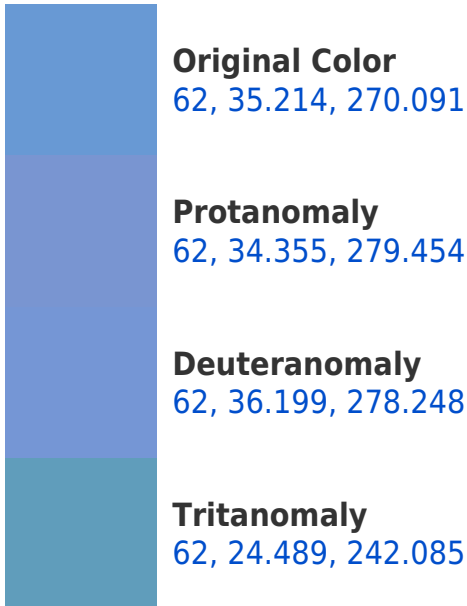 Original Color
62, 35.214, 270.091
Protanomaly
62, 34.355, 279.454
Deuteranomaly
62, 36.199, 278.248
Tritanomaly
62, 24.489, 242.085